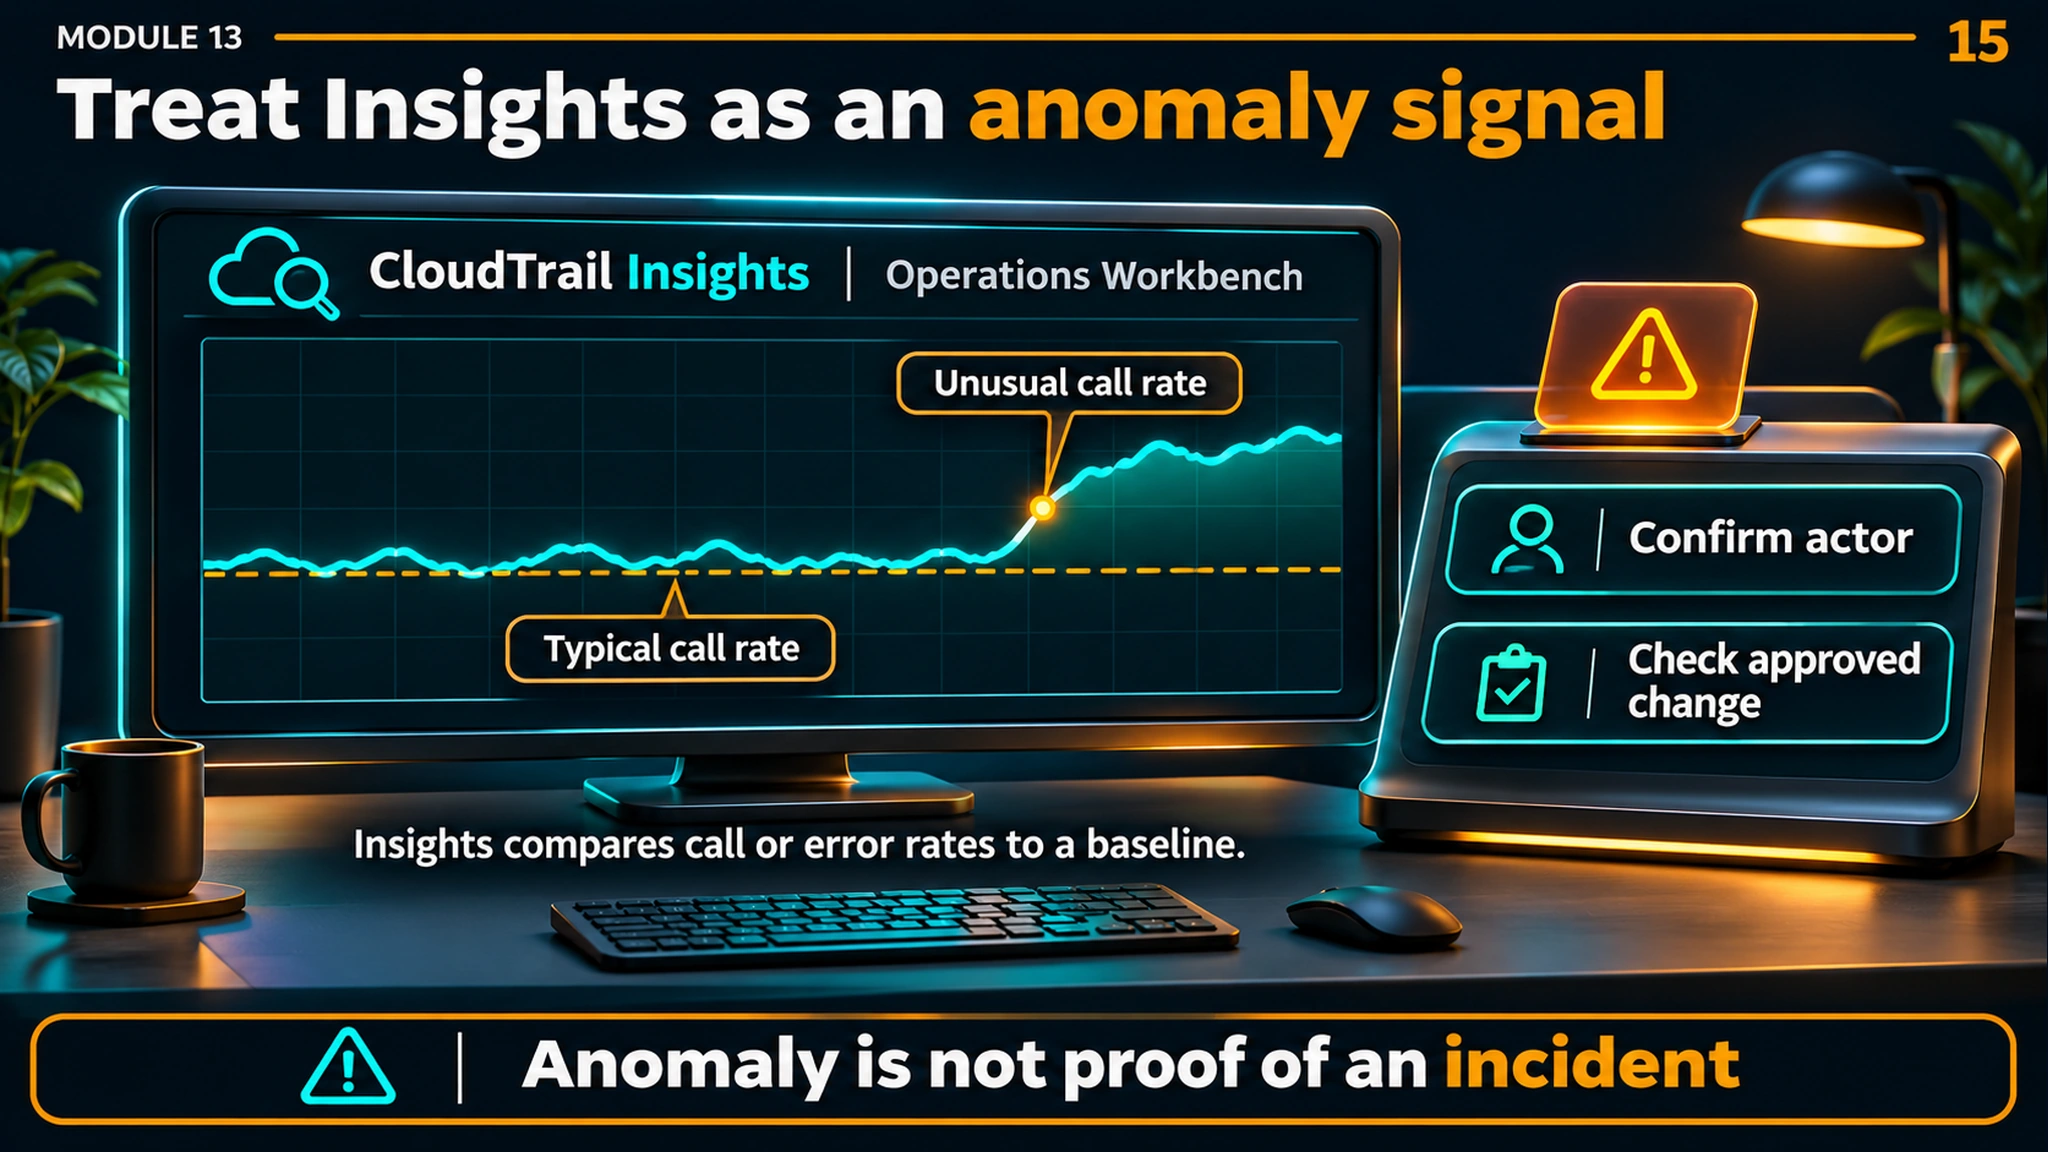 MODULE 13
15
Treat Insights as an anomaly signal
CloudTrail Insights
Operations Workbench
Unusual call rate
Typical call rate
Confirm actor
Check approved
change
Insights compares call or error rates to a baseline.
Anomaly is not proof of an incident